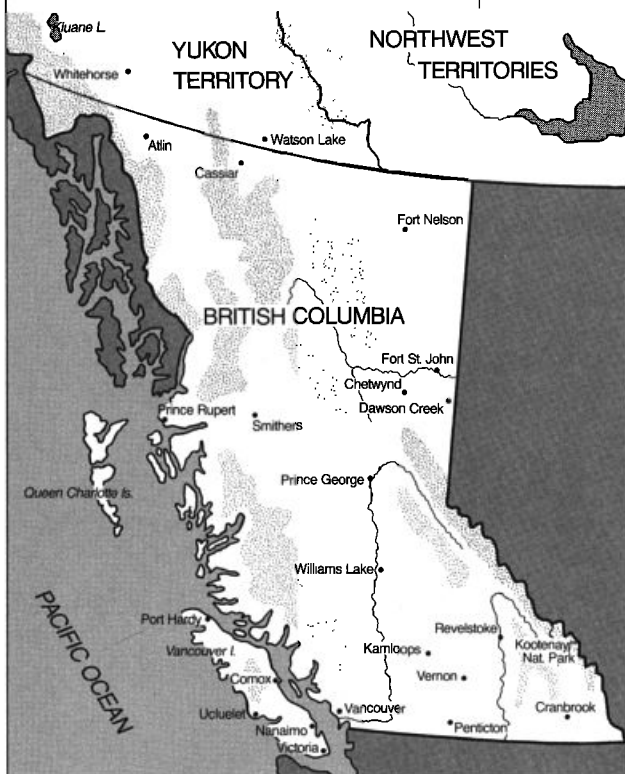 Kluane L.
YUKON
TERRITORY
NORTHWEST
TERRITORIES
Whitehorse
Atlin
Watson Lake
Cassiar
Fort Nelson
BRITISH COLUMBIA
Fort St. John
Chetwynd
Dawson Creek
Prince Rupert
Smithers
Queen Charlotte Is.
Prince George
Williams Lake
PACIFIC OCEAN
Port Hardy
Vancouver I.
Revelstoke
Kootenay
Nat. Park
Kamloops
Vernon
Comox
Ucluelet
Vancouver
Cranbrook
Penticton
Nanaimo
Victoria